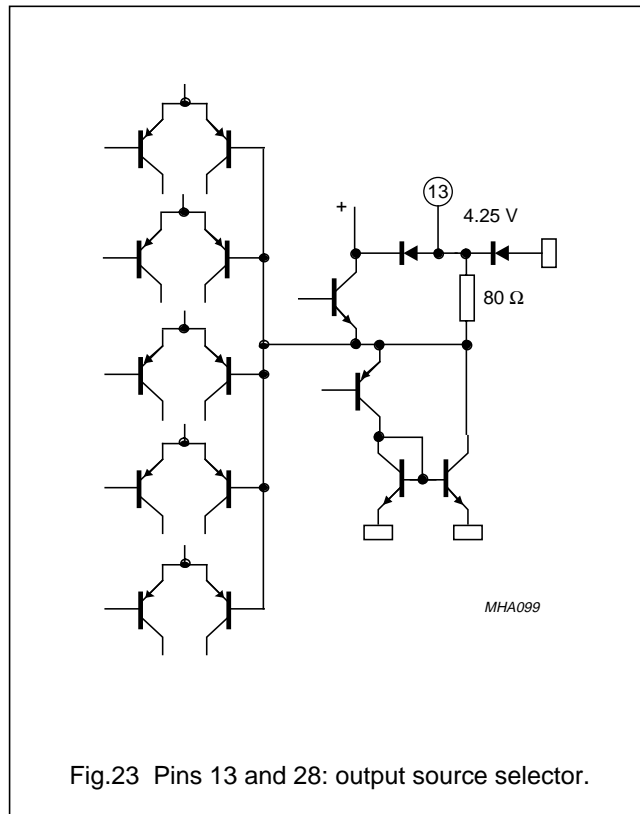 13
+
4.25 V
80 Ω
MHA099
Fig.23 Pins 13 and 28: output source selector.